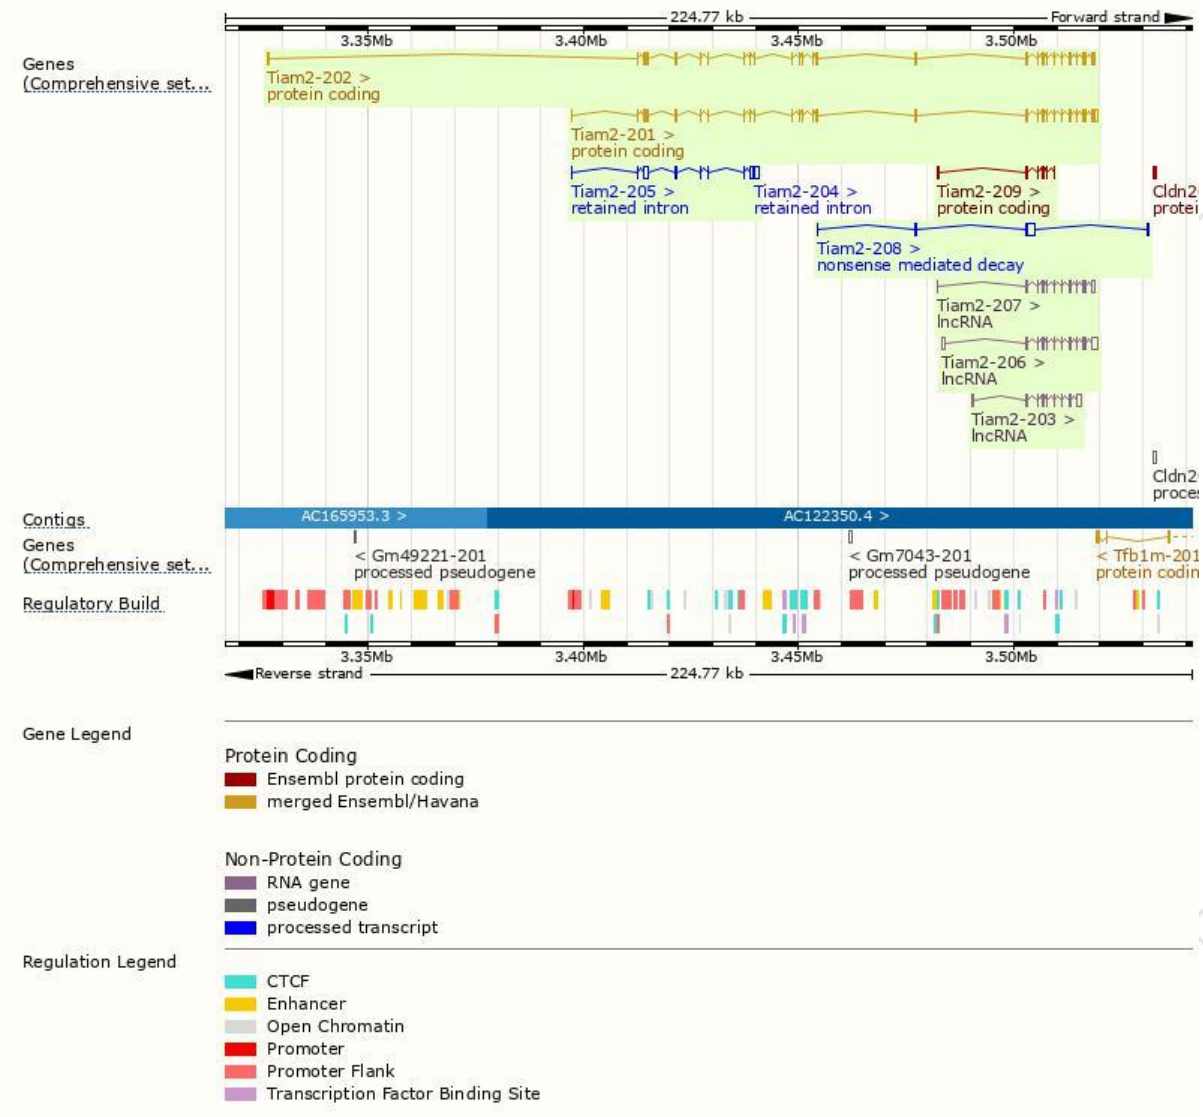 224.77 kb Forward strand
3.35Mb 3.40Mb 3.45Mb 3.50Mb
Genes
(Comprehensive set...
Tiam2-202 >
protein coding
Tiam2-201 >
protein coding
Tiam2-205 > Tiam2-204 > Tiam2-209 > Cldn2
retained intron retained intron protein coding protei
Tiam2-208 >
nonsense mediated decay
Tiam2-207 >
lncRNA
Tiam2-206 >
lncRNA
Tiam2-203 >
lncRNA
Cldn2
proces
Contigs AC165953.3 > AC122350.4 >
Genes
(Comprehensive set...
< Gm49221-201 < Gm7043-201 < Tfb1m-201
processed pseudogene processed pseudogene protein codin
Regulatory Build
3.35Mb 3.40Mb 3.45Mb 3.50Mb
Reverse strand 224.77 kb
Gene Legend
Protein Coding
Ensembl protein coding
merged Ensembl/Havana
Non-Protein Coding
RNA gene
pseudogene
processed transcript
Regulation Legend
CTCF
Enhancer
Open Chromatin
Promoter
Promoter Flank
Transcription Factor Binding Site